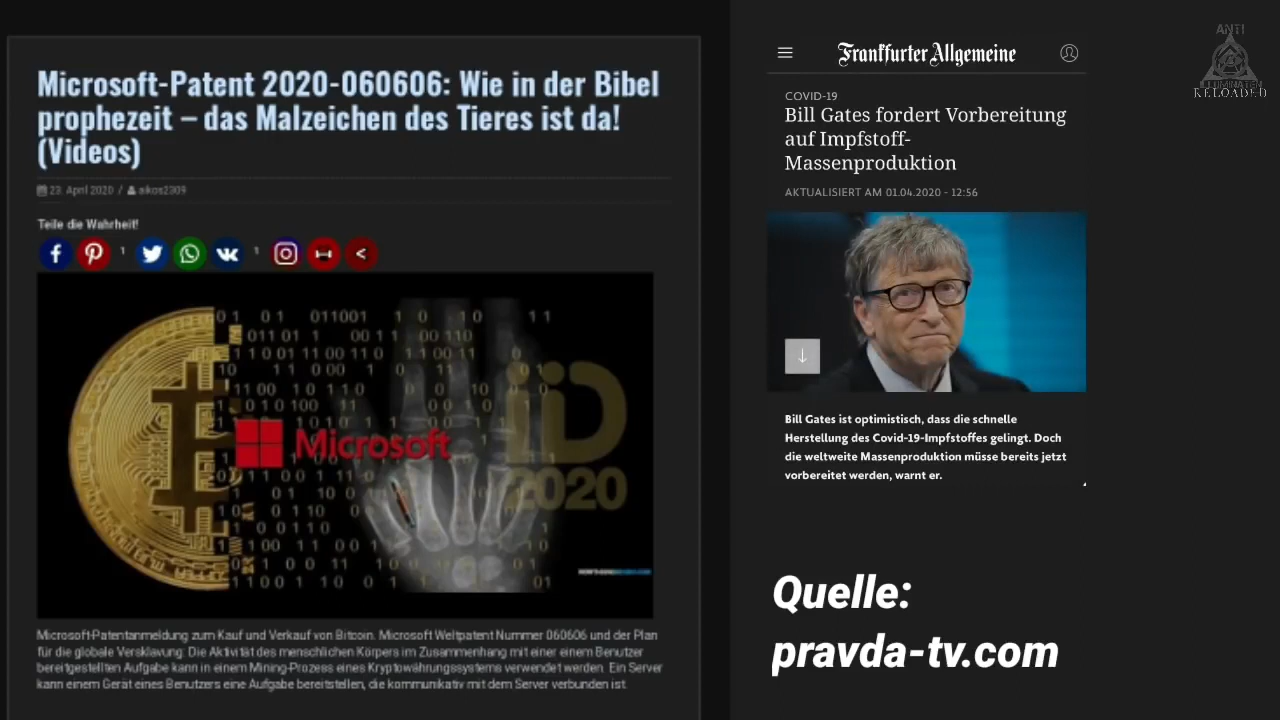 Microsoft-Patent 2020-060606: Wie in der Bibel
prophezeit – das Malzeichen des Tieres ist da!
(Videos)
23. April 2020 / aikos2309
Teile die Wahrheit!
1
1
Microsoft
iD
2020
Microsoft-Patentanmeldung zum Kauf und Verkauf von Bitcoin. Microsoft Weltpatent Nummer 060606 und der Plan
für die globale Versklavung: Die Aktivität des menschlichen Körpers im Zusammenhang mit einer einem Benutzer
bereitgestellten Aufgabe kann in einem Mining-Prozess eines Kryptowährungssystems verwendet werden. Ein Server
kann einem Gerät eines Benutzers eine Aufgabe bereitstellen, die kommunikativ mit dem Server verbunden ist.
Frankfurter Allgemeine
COVID-19
Bill Gates fordert Vorbereitung
auf Impfstoff-
Massenproduktion
AKTUALISIERT AM 01.04.2020 - 12:56
Bill Gates ist optimistisch, dass die schnelle
Herstellung des Covid-19-Impfstoffes gelingt. Doch
die weltweite Massenproduktion müsse bereits jetzt
vorbereitet werden, warnt er.
Quelle:
pravda-tv.com
ANTI
ILLUMINATEN
RELOADED